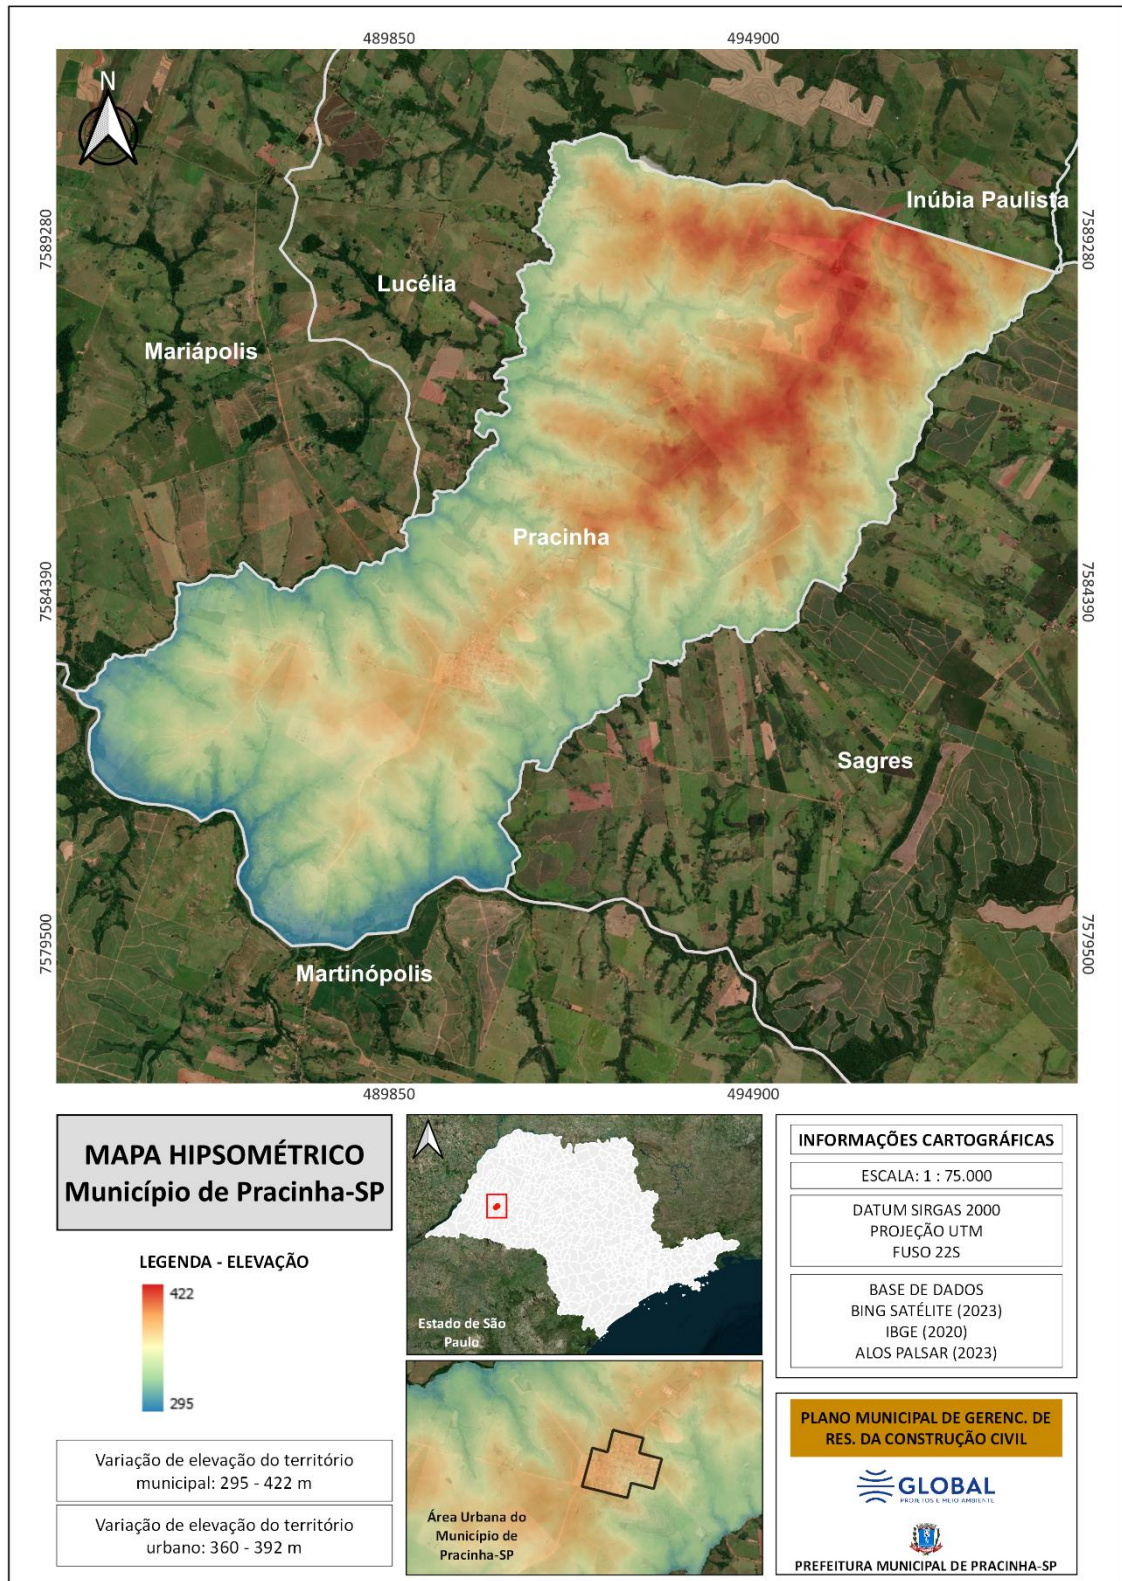 489850
494900
N
Inúbia Paulista
7589280
7589280
Lucélia
Mariápolis
Pracinha
7584390
7584390
Sagres
7579500
7579500
Martinópolis
489850
494900
MAPA HIPSOMÉTRICO
Município de Pracinha-SP
LEGENDA - ELEVAÇÃO
422
295
Variação de elevação do território
municipal: 295 - 422 m
Variação de elevação do território
urbano: 360 - 392 m
Estado de São
Paulo
Área Urbana do
Município de
Pracinha-SP
INFORMAÇÕES CARTOGRÁFICAS
ESCALA: 1 : 75.000
DATUM SIRGAS 2000
PROJEÇÃO UTM
FUSO 22S
BASE DE DADOS
BING SATÉLITE (2023)
IBGE (2020)
ALOS PALSAR (2023)
PLANO MUNICIPAL DE GERENC. DE
RES. DA CONSTRUÇÃO CIVIL
GLOBAL
PROJETOS E MEIO AMBIENTE
PREFEITURA MUNICIPAL DE PRACINHA-SP